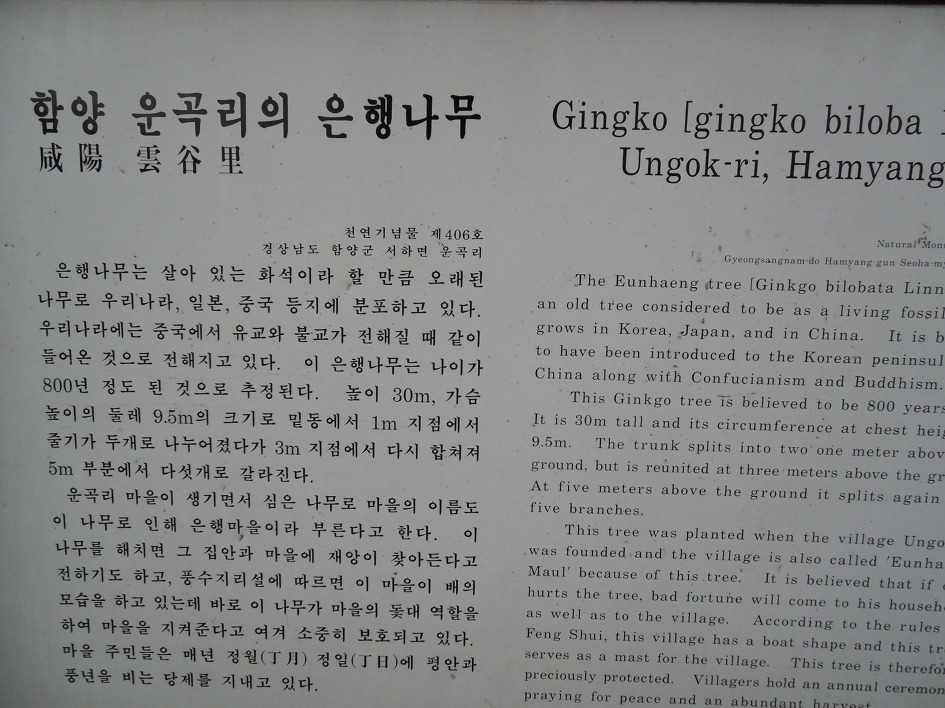 함양 운곡리의 은행나무
咸陽 雲谷里
천연기념물 제406호
경상남도 함양군 서하면 운곡리
은행나무는 살아 있는 화석이라 할 만큼 오래된
나무로 우리나라, 일본, 중국 등지에 분포하고 있다.
우리나라에는 중국에서 유교와 불교가 전해질 때 같이
들어온 것으로 전해지고 있다. 이 은행나무는 나이가
800년 정도 된 것으로 추정된다. 높이 30m, 가슴
높이의 둘레 9.5m의 크기로 밑동에서 1m 지점에서
줄기가 두개로 나누어졌다가 3m 지점에서 다시 합쳐져
5m 부분에서 다섯개로 갈라진다.
운곡리 마을이 생기면서 심은 나무로 마을의 이름도
이 나무로 인해 은행마을이라 부른다고 한다. 이
나무를 해치면 그 집안과 마을에 재앙이 찾아든다고
전하기도 하고, 풍수지리설에 따르면 이 마을이 배의
모습을 하고 있는데 바로 이 나무가 마을의 돛대 역할을
하여 마을을 지켜준다고 여겨 소중히 보호되고 있다.
마을 주민들은 매년 정월(丁月) 정일(丁日)에 평안과
풍년을 비는 당제를 지내고 있다.
Gingko [gingko biloba
Ungok-ri, Hamyang
Natural Mon
Gyeongsangnam-do Hamyang-gun Seoha-my
The Eunhaeng tree [Ginkgo bilobata Linn
an old tree considered to be as a living fossil
grows in Korea, Japan, and in China. It is b
to have been introduced to the Korean peninsul
China along with Confucianism and Buddhism.
This Ginkgo tree is believed to be 800 years
It is 30m tall and its circumference at chest heig
9.5m. The trunk splits into two one meter abov
ground, but is reunited at three meters above the gr
At five meters above the ground it splits again
five branches.
This tree was planted when the village Ungo
was founded and the village is also called 'Eunha
Maul' because of this tree. It is believed that if
hurts the tree, bad fortune will come to his househ
as well as to the village. According to the rules
Feng Shui, this village has a boat shape and this tr
serves as a mast for the village. This tree is therefo
preciously protected. Villagers hold an annual ceremon
praying for peace and an abundant harvest.